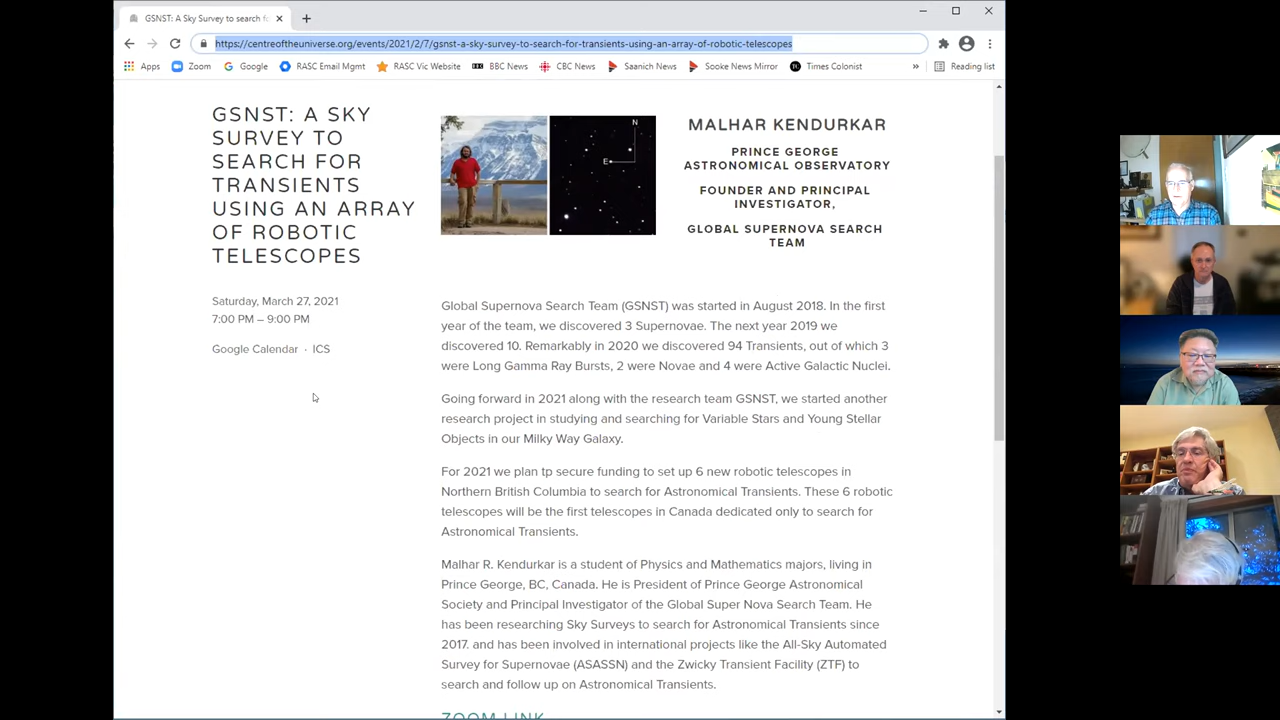 GSNST: A Sky Survey to search f
https://centreoftheuniverse.org/events/2021/2/7/gsnst-a-sky-survey-to-search-for-transients-using-an-array-of-robotic-telescopes
Apps Zoom Google RASC Email Mgmt RASC Vic Website BBC News CBC News Saanich News Sooke News Mirror Times Colonist » Reading list
GSNST: A SKY
SURVEY TO
SEARCH FOR
TRANSIENTS
USING AN ARRAY
OF ROBOTIC
TELESCOPES
Saturday, March 27, 2021
7:00 PM – 9:00 PM
Google Calendar · ICS
N
E
MALHAR KENDURKAR
PRINCE GEORGE
ASTRONOMICAL OBSERVATORY
FOUNDER AND PRINCIPAL
INVESTIGATOR,
GLOBAL SUPERNOVA SEARCH
TEAM
Global Supernova Search Team (GSNST) was started in August 2018. In the first
year of the team, we discovered 3 Supernovae. The next year 2019 we
discovered 10. Remarkably in 2020 we discovered 94 Transients, out of which 3
were Long Gamma Ray Bursts, 2 were Novae and 4 were Active Galactic Nuclei.
Going forward in 2021 along with the research team GSNST, we started another
research project in studying and searching for Variable Stars and Young Stellar
Objects in our Milky Way Galaxy.
For 2021 we plan tp secure funding to set up 6 new robotic telescopes in
Northern British Columbia to search for Astronomical Transients. These 6 robotic
telescopes will be the first telescopes in Canada dedicated only to search for
Astronomical Transients.
Malhar R. Kendurkar is a student of Physics and Mathematics majors, living in
Prince George, BC, Canada. He is President of Prince George Astronomical
Society and Principal Investigator of the Global Super Nova Search Team. He
has been researching Sky Surveys to search for Astronomical Transients since
2017. and has been involved in international projects like the All-Sky Automated
Survey for Supernovae (ASASSN) and the Zwicky Transient Facility (ZTF) to
search and follow up on Astronomical Transients.
ZOOM LINK